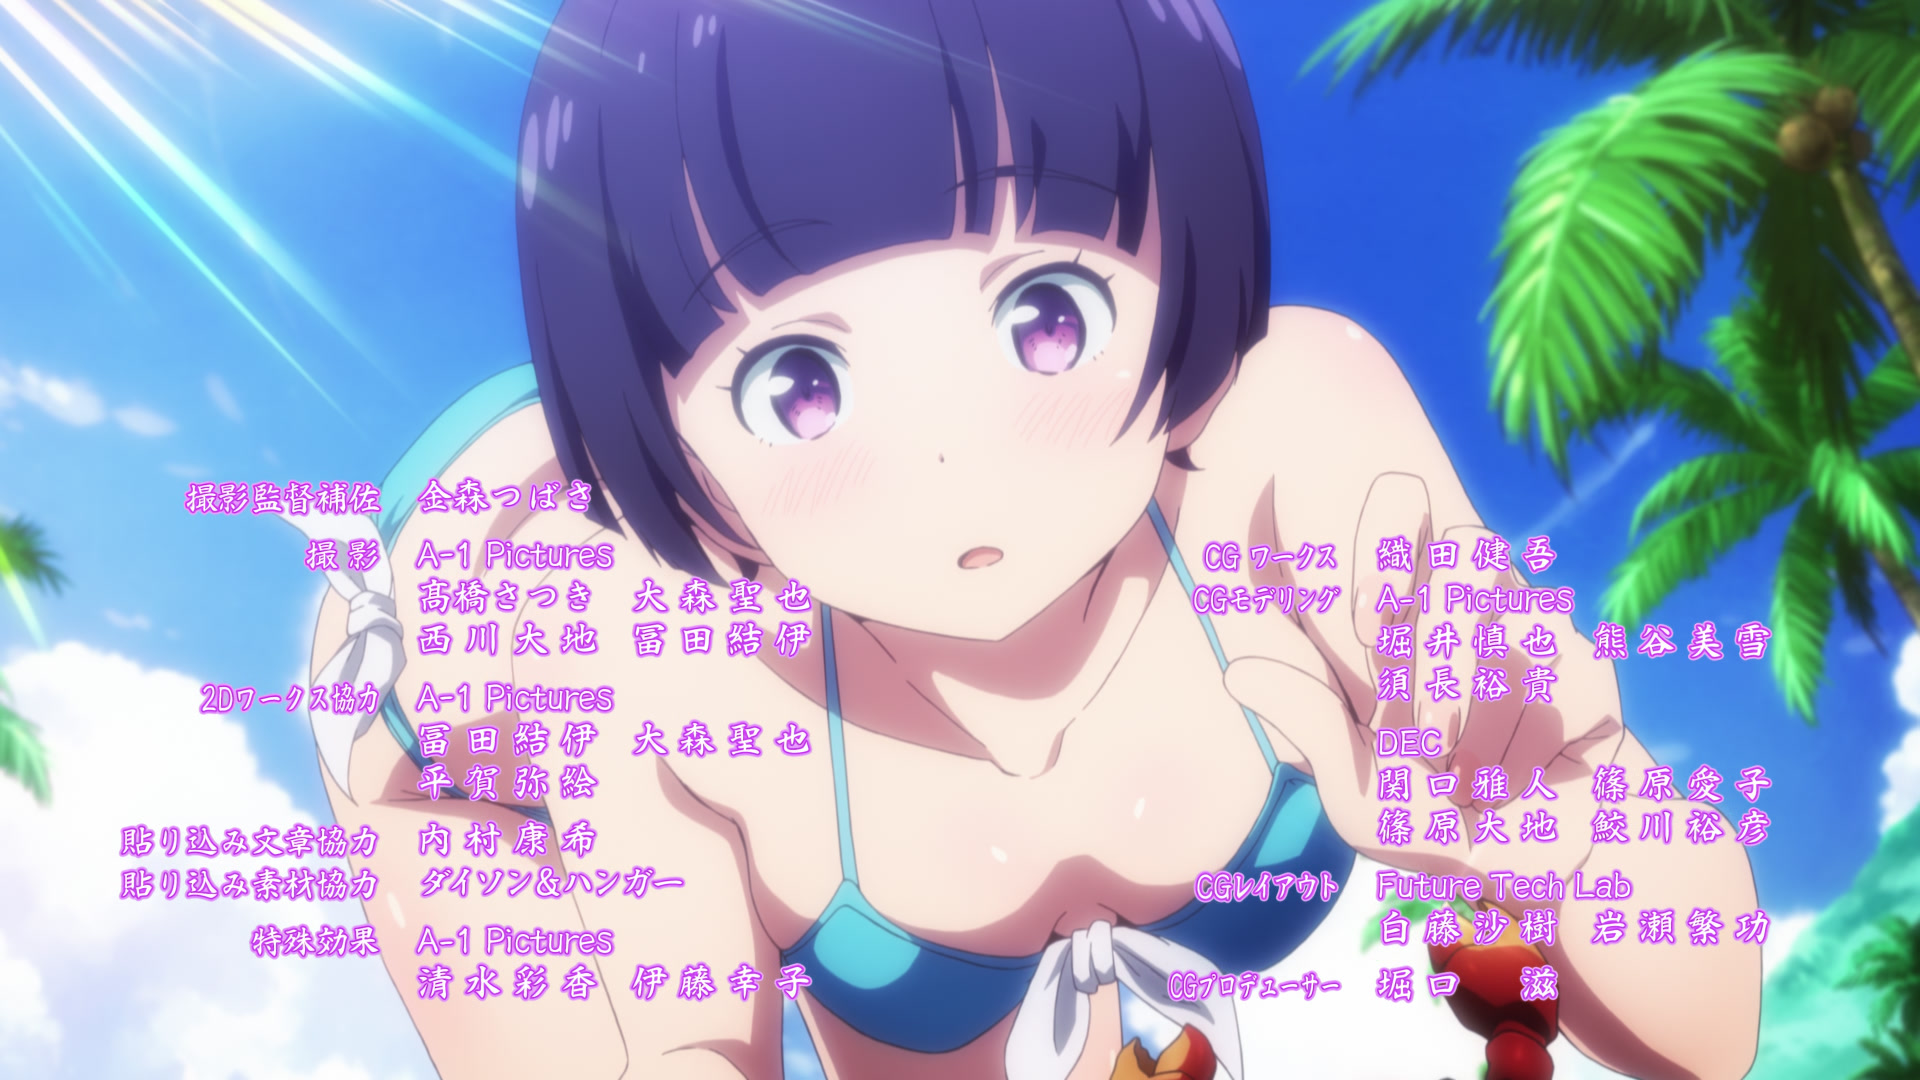 撮影監督補佐　金森つばさ
撮影　A-1 Pictures
髙橋さつき　大森聖也
西川大地　冨田結伊
2Dワークス協力　A-1 Pictures
冨田結伊　大森聖也
平賀弥絵
貼り込み文章協力　内村康希
貼り込み素材協力　ダイソン&ハンガー
特殊効果　A-1 Pictures
清水彩香　伊藤幸子
CG ワークス　織田健吾
CGモデリング　A-1 Pictures
堀井慎也　熊谷美雪
須長裕貴
DEC
関口雅人　篠原愛子
篠原大地　鮫川裕彦
CGレイアウト　Future Tech Lab
白藤沙樹　岩瀬繁功
CGプロデューサー　堀口　滋